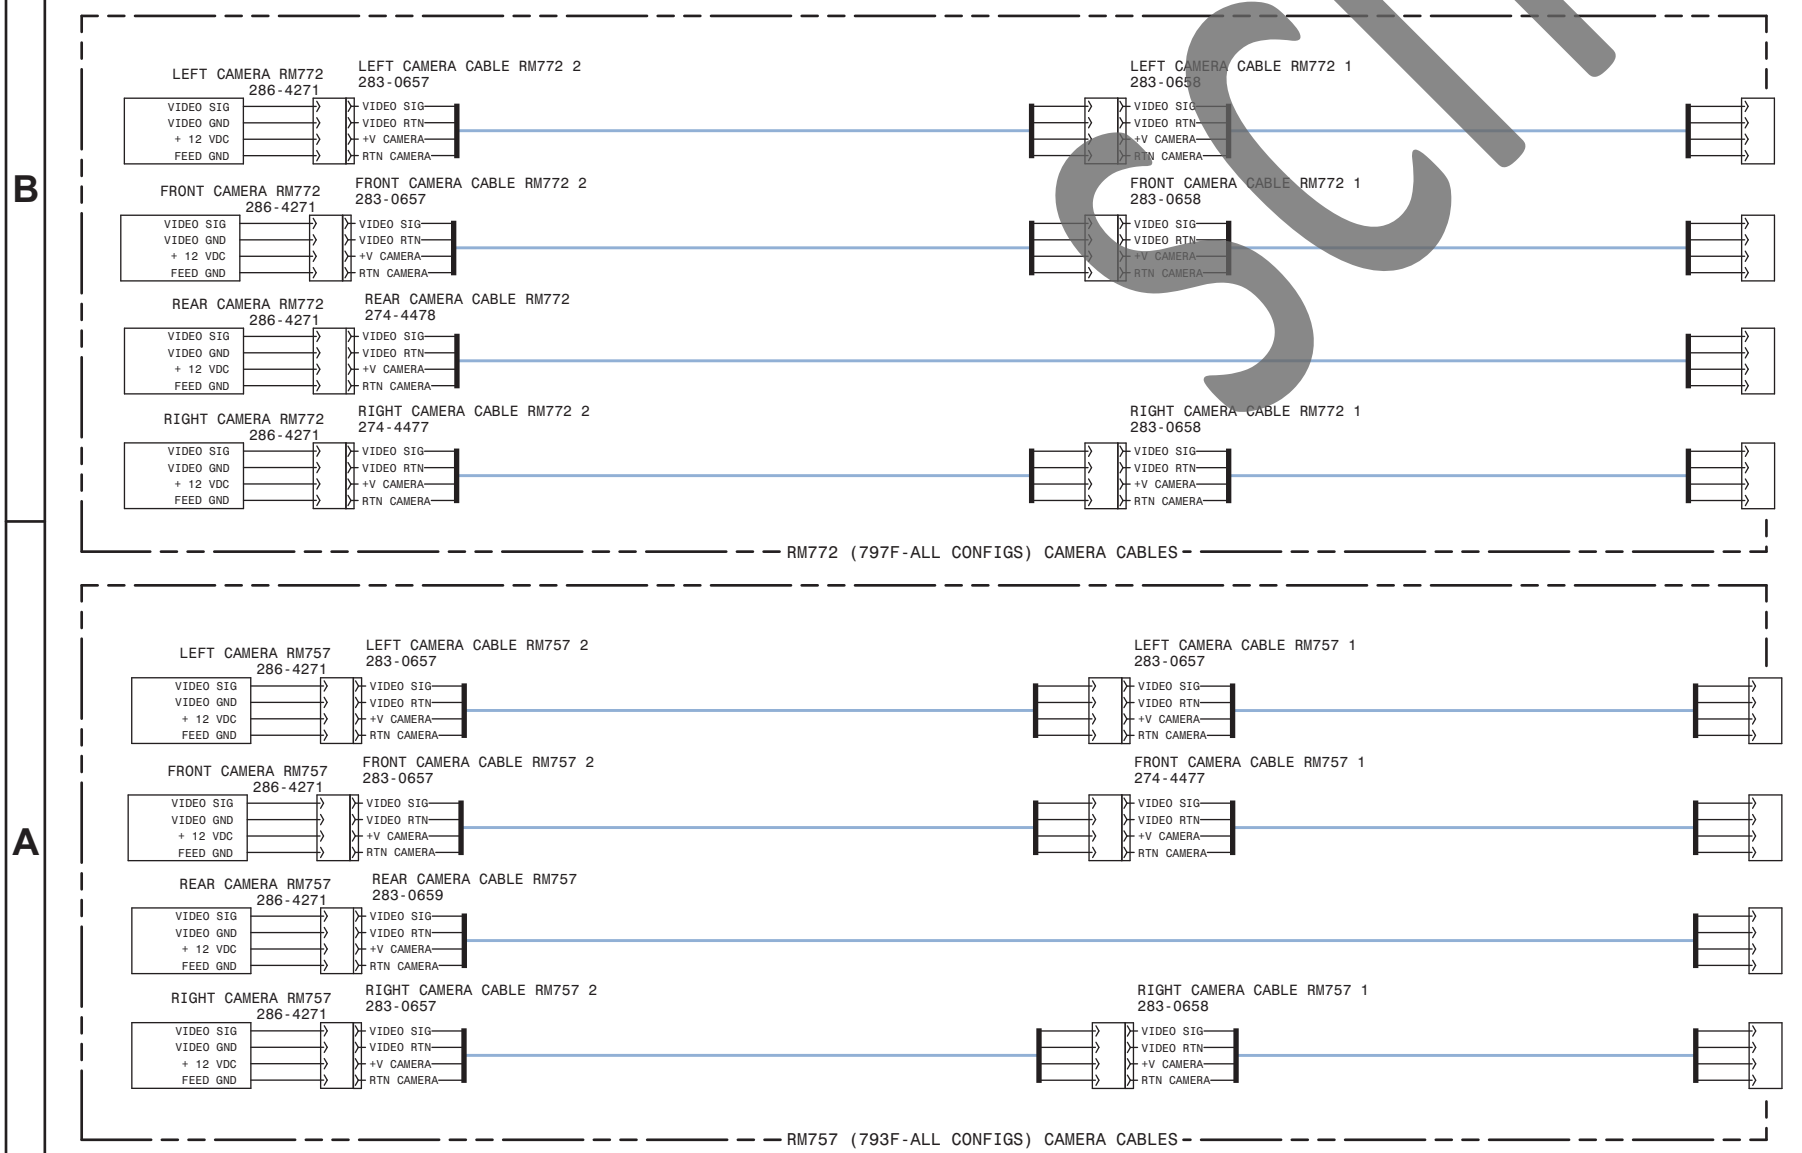 B
LEFT CAMERA RM772
286-4271
VIDEO SIG
VIDEO GND
+ 12 VDC
FEED GND
LEFT CAMERA CABLE RM772 2
283-0657
VIDEO SIG
VIDEO RTN
+V CAMERA
RTN CAMERA
LEFT CAMERA CABLE RM772 1
283-0658
VIDEO SIG
VIDEO RTN
+V CAMERA
RTN CAMERA
FRONT CAMERA RM772
286-4271
VIDEO SIG
VIDEO GND
+ 12 VDC
FEED GND
FRONT CAMERA CABLE RM772 2
283-0657
VIDEO SIG
VIDEO RTN
+V CAMERA
RTN CAMERA
FRONT CAMERA CABLE RM772 1
283-0658
VIDEO SIG
VIDEO RTN
+V CAMERA
RTN CAMERA
REAR CAMERA RM772
286-4271
VIDEO SIG
VIDEO GND
+ 12 VDC
FEED GND
REAR CAMERA CABLE RM772
274-4478
VIDEO SIG
VIDEO RTN
+V CAMERA
RTN CAMERA
RIGHT CAMERA RM772
286-4271
VIDEO SIG
VIDEO GND
+ 12 VDC
FEED GND
RIGHT CAMERA CABLE RM772 2
274-4477
VIDEO SIG
VIDEO RTN
+V CAMERA
RTN CAMERA
RIGHT CAMERA CABLE RM772 1
283-0658
VIDEO SIG
VIDEO RTN
+V CAMERA
RTN CAMERA
RM772 (797F-ALL CONFIGS) CAMERA CABLES
A
LEFT CAMERA RM757
286-4271
VIDEO SIG
VIDEO GND
+ 12 VDC
FEED GND
LEFT CAMERA CABLE RM757 2
283-0657
VIDEO SIG
VIDEO RTN
+V CAMERA
RTN CAMERA
LEFT CAMERA CABLE RM757 1
283-0657
VIDEO SIG
VIDEO RTN
+V CAMERA
RTN CAMERA
FRONT CAMERA RM757
286-4271
VIDEO SIG
VIDEO GND
+ 12 VDC
FEED GND
FRONT CAMERA CABLE RM757 2
283-0657
VIDEO SIG
VIDEO RTN
+V CAMERA
RTN CAMERA
FRONT CAMERA CABLE RM757 1
274-4477
VIDEO SIG
VIDEO RTN
+V CAMERA
RTN CAMERA
REAR CAMERA RM757
286-4271
VIDEO SIG
VIDEO GND
+ 12 VDC
FEED GND
REAR CAMERA CABLE RM757
283-0659
VIDEO SIG
VIDEO RTN
+V CAMERA
RTN CAMERA
RIGHT CAMERA RM757
286-4271
VIDEO SIG
VIDEO GND
+ 12 VDC
FEED GND
RIGHT CAMERA CABLE RM757 2
283-0657
VIDEO SIG
VIDEO RTN
+V CAMERA
RTN CAMERA
RIGHT CAMERA CABLE RM757 1
283-0658
VIDEO SIG
VIDEO RTN
+V CAMERA
RTN CAMERA
RM757 (793F-ALL CONFIGS) CAMERA CABLES